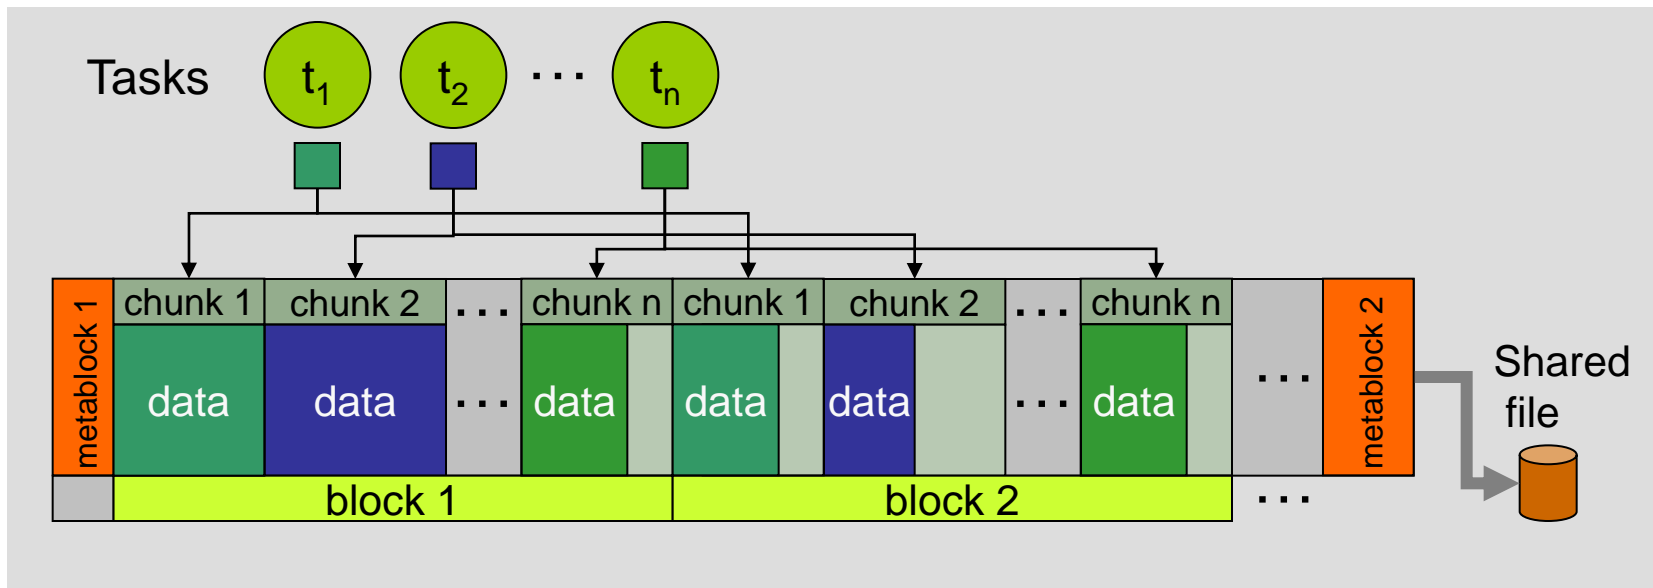 Tasks t1 t2 ... tn
metablock 1
chunk 1 chunk 2 ... chunk n chunk 1 chunk 2 ... chunk n
data data ... data data data ... data ...
metablock 2
Shared
file
block 1 block 2 ...